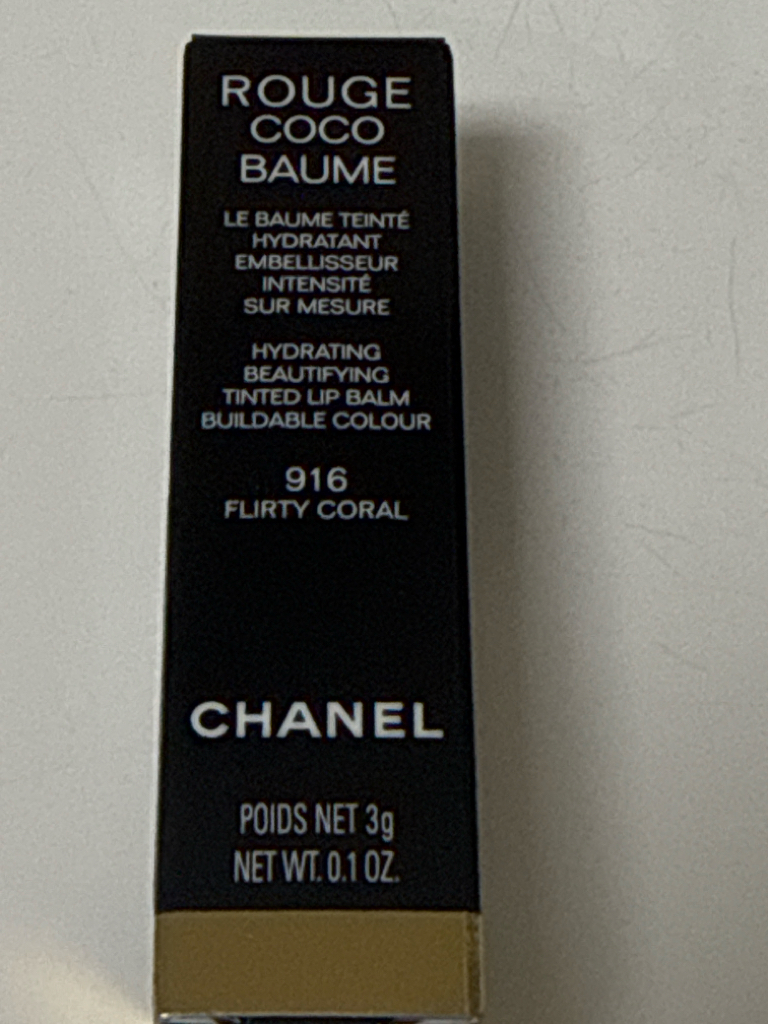 ROUGE
COCO
BAUME
LE BAUME TEINTÉ
HYDRATANT
EMBELLISSEUR
INTENSITÉ
SUR MESURE
HYDRATING
BEAUTIFYING
TINTED LIP BALM
BUILDABLE COLOUR
916
FLIRTY CORAL
CHANEL
POIDS NET 3g
NET WT. 0.1 OZ.